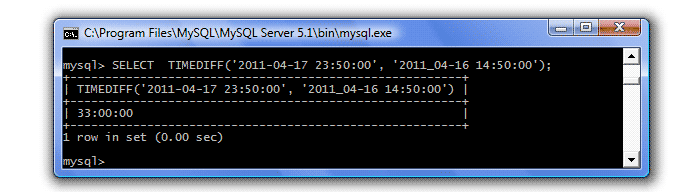 C:\Program Files\MySQL\MySQL Server 5.1\bin\mysql.exe
mysql> SELECT  TIMEDIFF('2011-04-17 23:50:00', '2011_04-16 14:50:00');
+----------------------------------------------------+
| TIMEDIFF('2011-04-17 23:50:00', '2011_04-16 14:50:00') |
+----------------------------------------------------+
| 33:00:00 |
+----------------------------------------------------+
1 row in set (0.00 sec)
mysql>